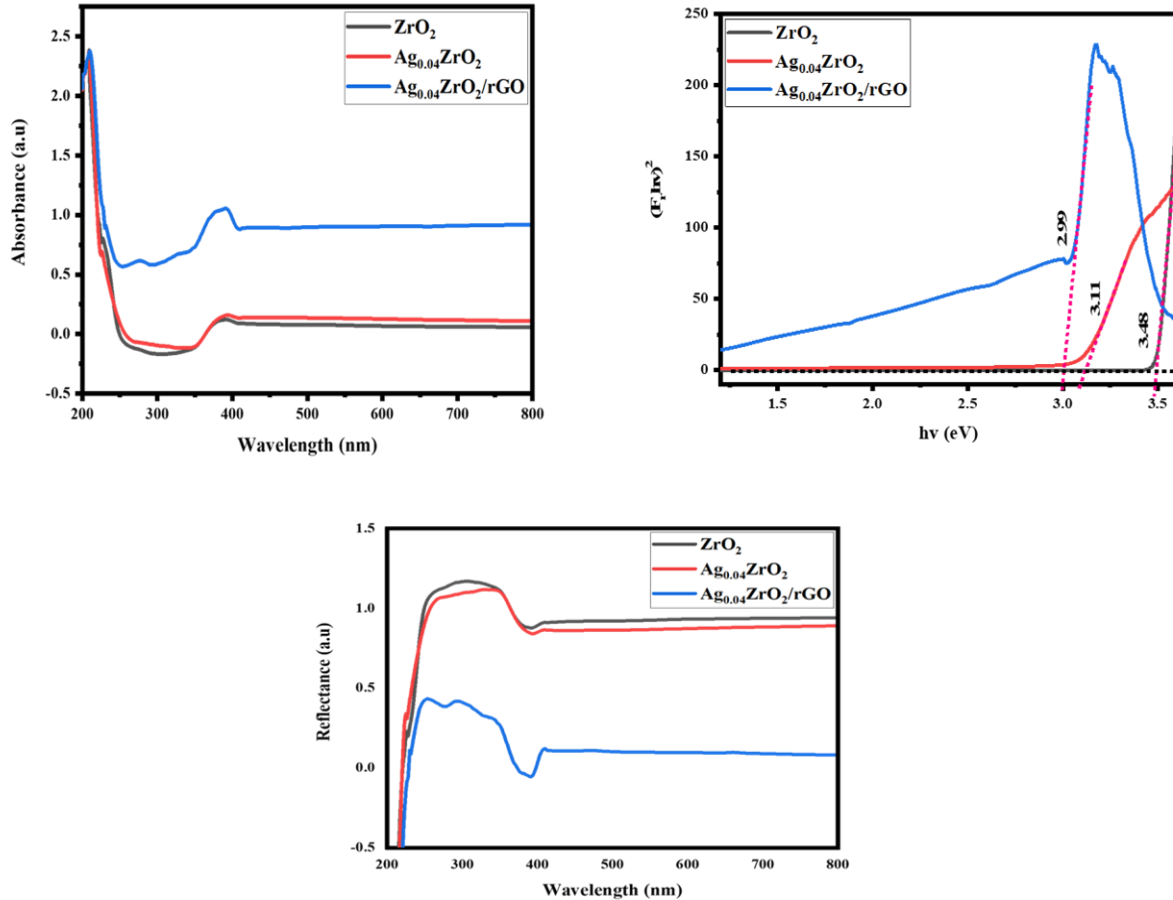 ZrO₂
Ag₀.₀₄ZrO₂
Ag₀.₀₄ZrO₂/rGO
2.5
2.0
1.5
1.0
0.5
0.0
-0.5
Absorbance (a.u)
200 300 400 500 600 700 800
Wavelength (nm)
ZrO₂
Ag₀.₀₄ZrO₂
Ag₀.₀₄ZrO₂/rGO
250
200
150
100
50
0
(Fᵣhv)²
2.99
3.11
3.48
1.5 2.0 2.5 3.0 3.5
hv (eV)
ZrO₂
Ag₀.₀₄ZrO₂
Ag₀.₀₄ZrO₂/rGO
1.5
1.0
0.5
0.0
-0.5
Reflectance (a.u)
200 300 400 500 600 700 800
Wavelength (nm)